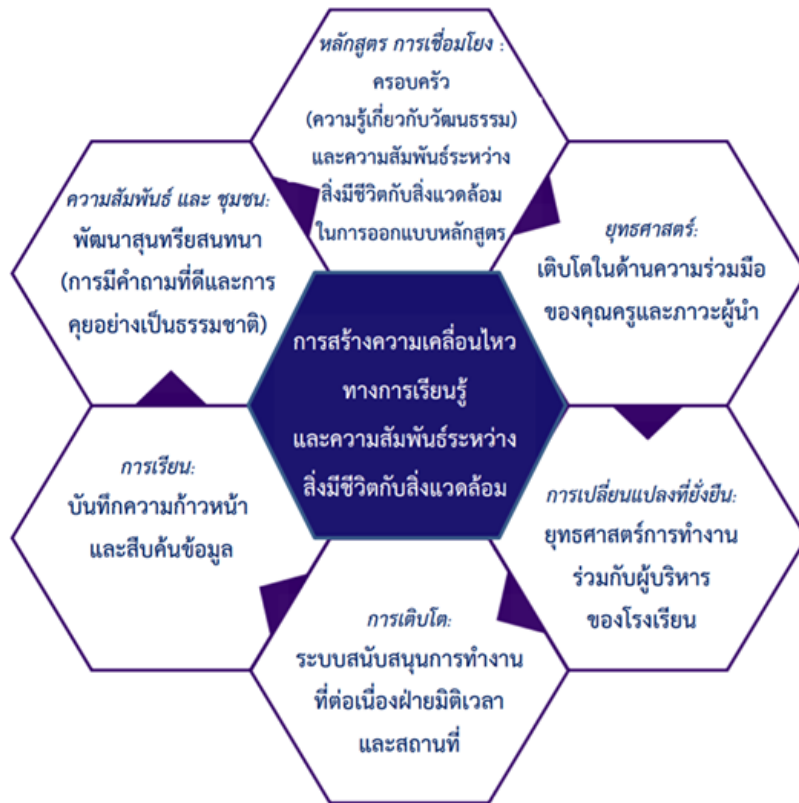 หลักสูตร การเชื่อมโยง :
ครอบครัว
(ความรู้เกี่ยวกับวัฒนธรรม)
และความสัมพันธ์ระหว่าง
สิ่งมีชีวิตกับสิ่งแวดล้อม
ในการออกแบบหลักสูตร
ยุทธศาสตร์:
เติบโตในด้านความร่วมมือ
ของคุณครูและภาวะผู้นำ
การเปลี่ยนแปลงที่ยั่งยืน:
ยุทธศาสตร์การทำงาน
ร่วมกับผู้บริหาร
ของโรงเรียน
การเติบโต:
ระบบสนับสนุนการทำงาน
ที่ต่อเนื่องฝ่ายมิติเวลา
และสถานที่
การเรียน:
บันทึกความก้าวหน้า
และสืบค้นข้อมูล
ความสัมพันธ์ และ ชุมชน:
พัฒนาสุนทรียสนทนา
(การมีคำถามที่ดีและการ
คุยอย่างเป็นธรรมชาติ)
การสร้างความเคลื่อนไหว
ทางการเรียนรู้
และความสัมพันธ์ระหว่าง
สิ่งมีชีวิตกับสิ่งแวดล้อม